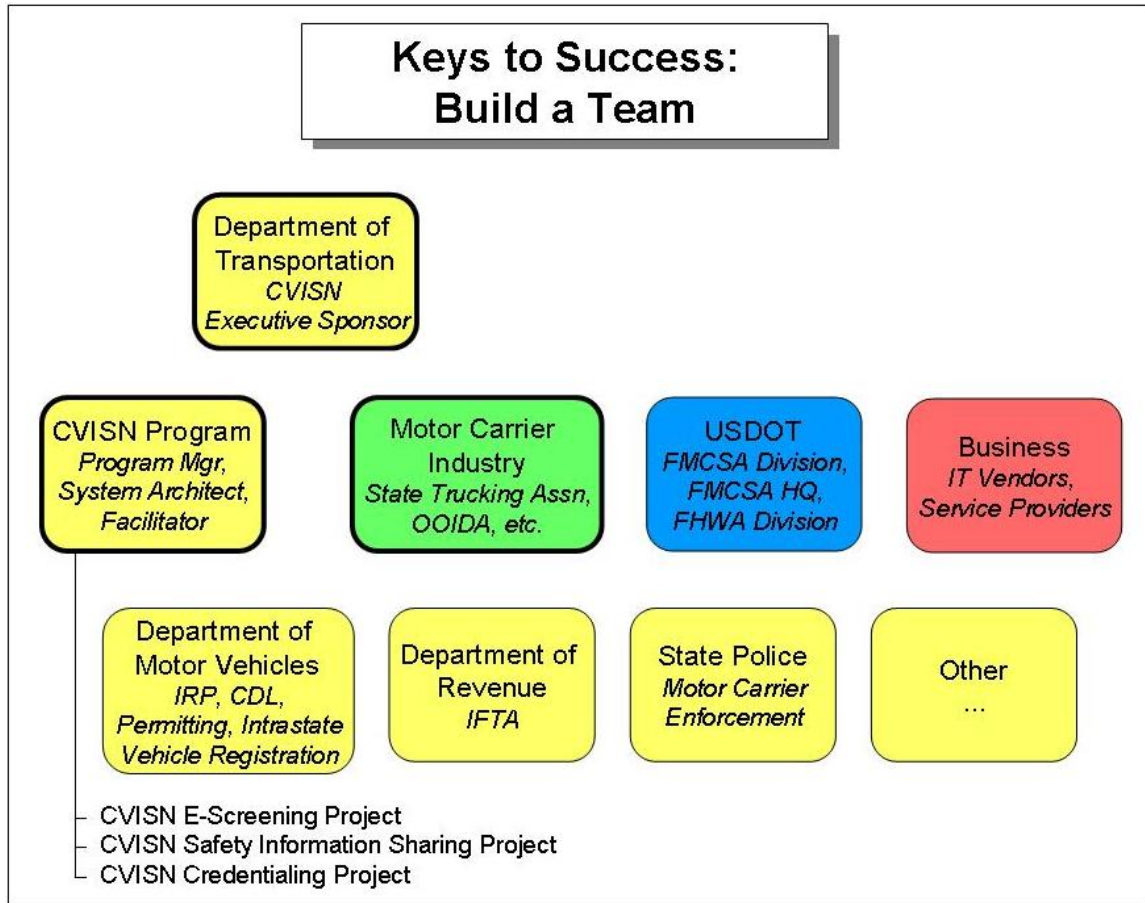 Keys to Success:
Build a Team
Department of
Transportation
CVISN
Executive Sponsor
CVISN Program
Program Mgr,
System Architect,
Facilitator
Motor Carrier
Industry
State Trucking Assn,
OOIDA, etc.
USDOT
FMCSA Division,
FMCSA HQ,
FHWA Division
Business
IT Vendors,
Service Providers
Department of
Motor Vehicles
IRP, CDL,
Permitting, Intrastate
Vehicle Registration
Department of
Revenue
IFTA
State Police
Motor Carrier
Enforcement
Other
...
CVISN E-Screening Project
CVISN Safety Information Sharing Project
CVISN Credentialing Project